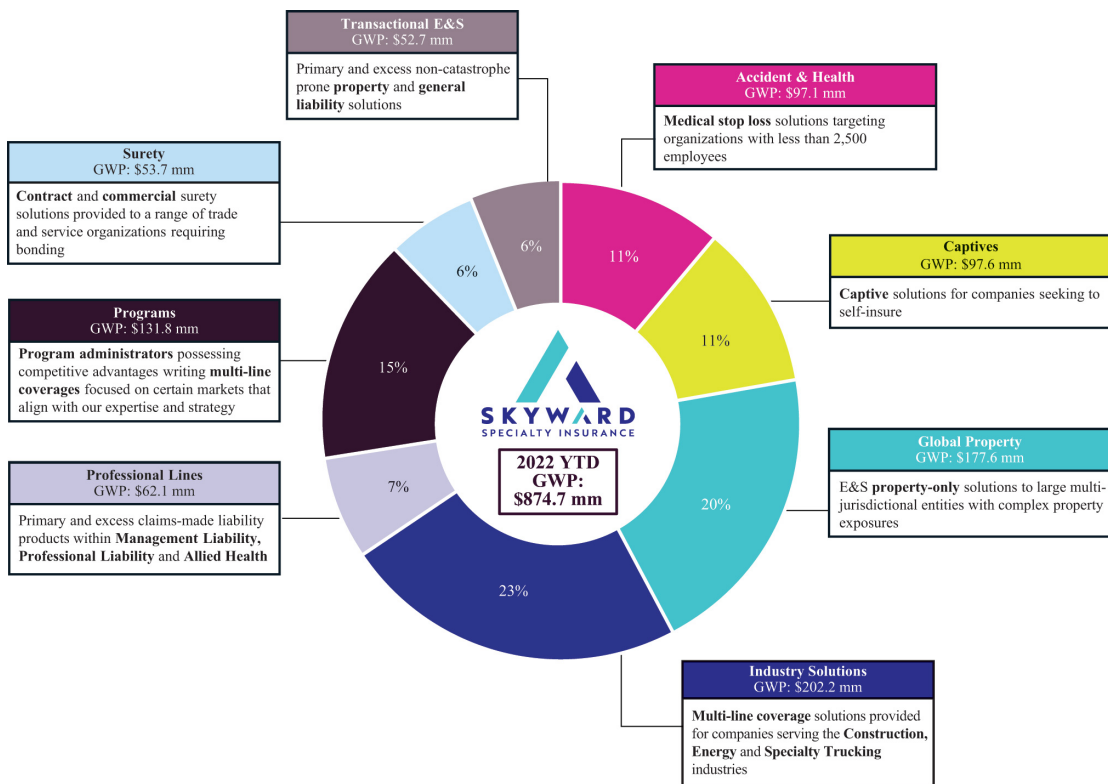 Transactional E&S
GWP: $52.7 mm
Primary and excess non-catastrophe
prone property and general
liability solutions
Accident & Health
GWP: $97.1 mm
Medical stop loss solutions targeting
organizations with less than 2,500
employees
Surety
GWP: $53.7 mm
Contract and commercial surety
solutions provided to a range of trade
and service organizations requiring
bonding
Captives
GWP: $97.6 mm
Captive solutions for companies seeking to
self-insure
Programs
GWP: $131.8 mm
Program administrators possessing
competitive advantages writing multi-line
coverages focused on certain markets that
align with our expertise and strategy
Global Property
GWP: $177.6 mm
E&S property-only solutions to large multi-
jurisdictional entities with complex property
exposures
Professional Lines
GWP: $62.1 mm
Primary and excess claims-made liability
products within Management Liability,
Professional Liability and Allied Health
Industry Solutions
GWP: $202.2 mm
Multi-line coverage solutions provided
for companies serving the Construction,
Energy and Specialty Trucking
industries
6%
11%
6%
11%
15%
20%
7%
23%
SKYWARD
SPECIALTY INSURANCE
2022 YTD
GWP:
$874.7 mm